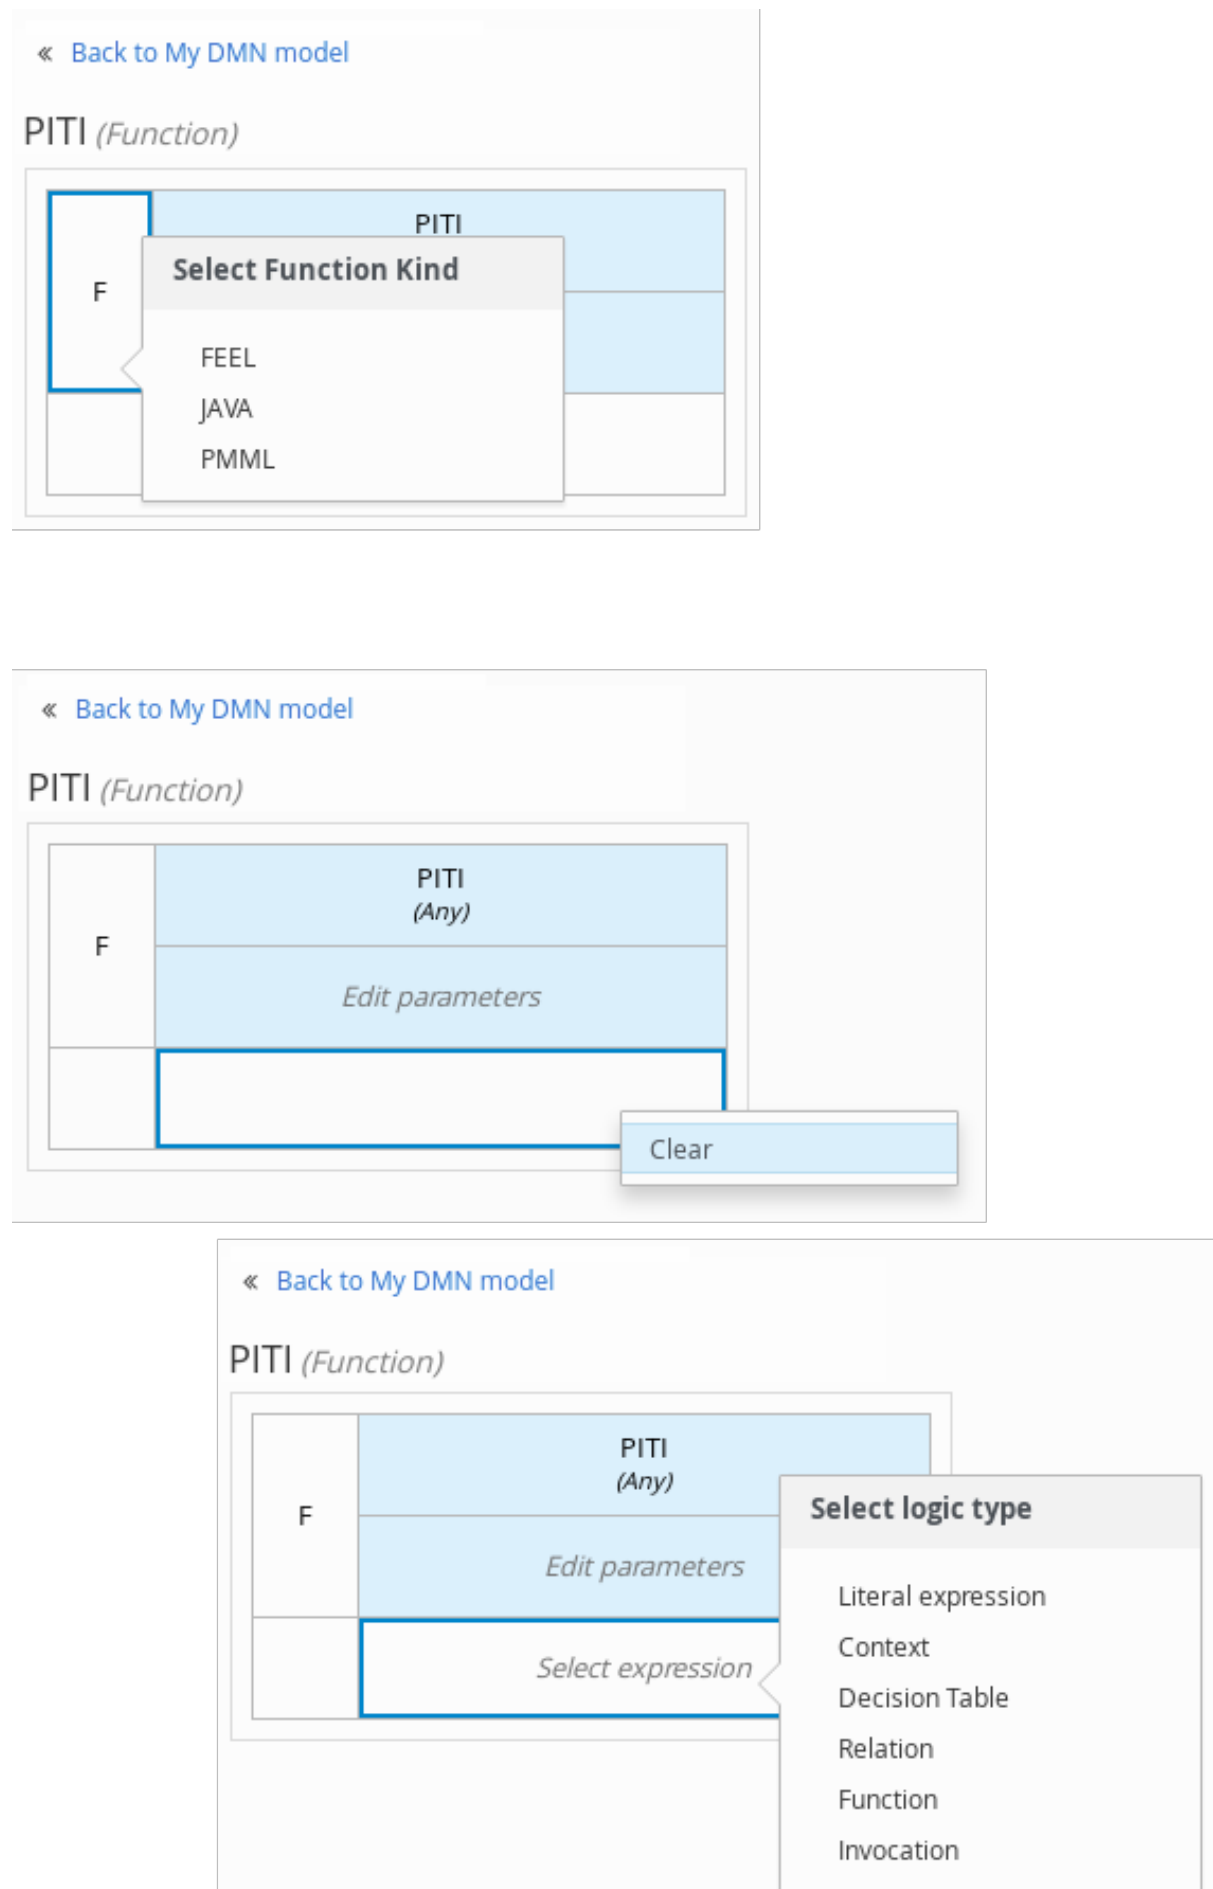 « Back to My DMN model
PITI (Function)
PITI
F
Select Function Kind
FEEL
JAVA
PMML
« Back to My DMN model
PITI (Function)
PITI
(Any)
F
Edit parameters
Clear
« Back to My DMN model
PITI (Function)
PITI
(Any)
F
Edit parameters
Select expression
Select logic type
Literal expression
Context
Decision Table
Relation
Function
Invocation